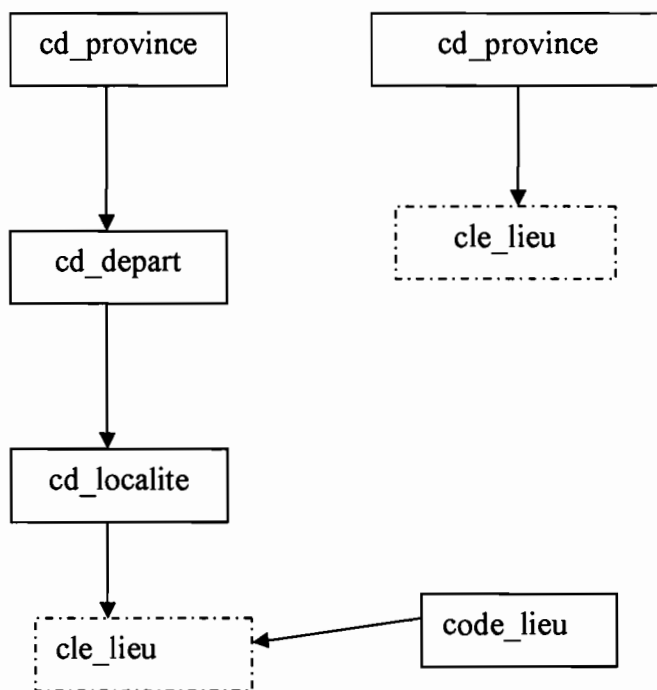 cd_province
cd_province
cle_lieu
cd_depart
cd_localite
cle_lieu
code_lieu